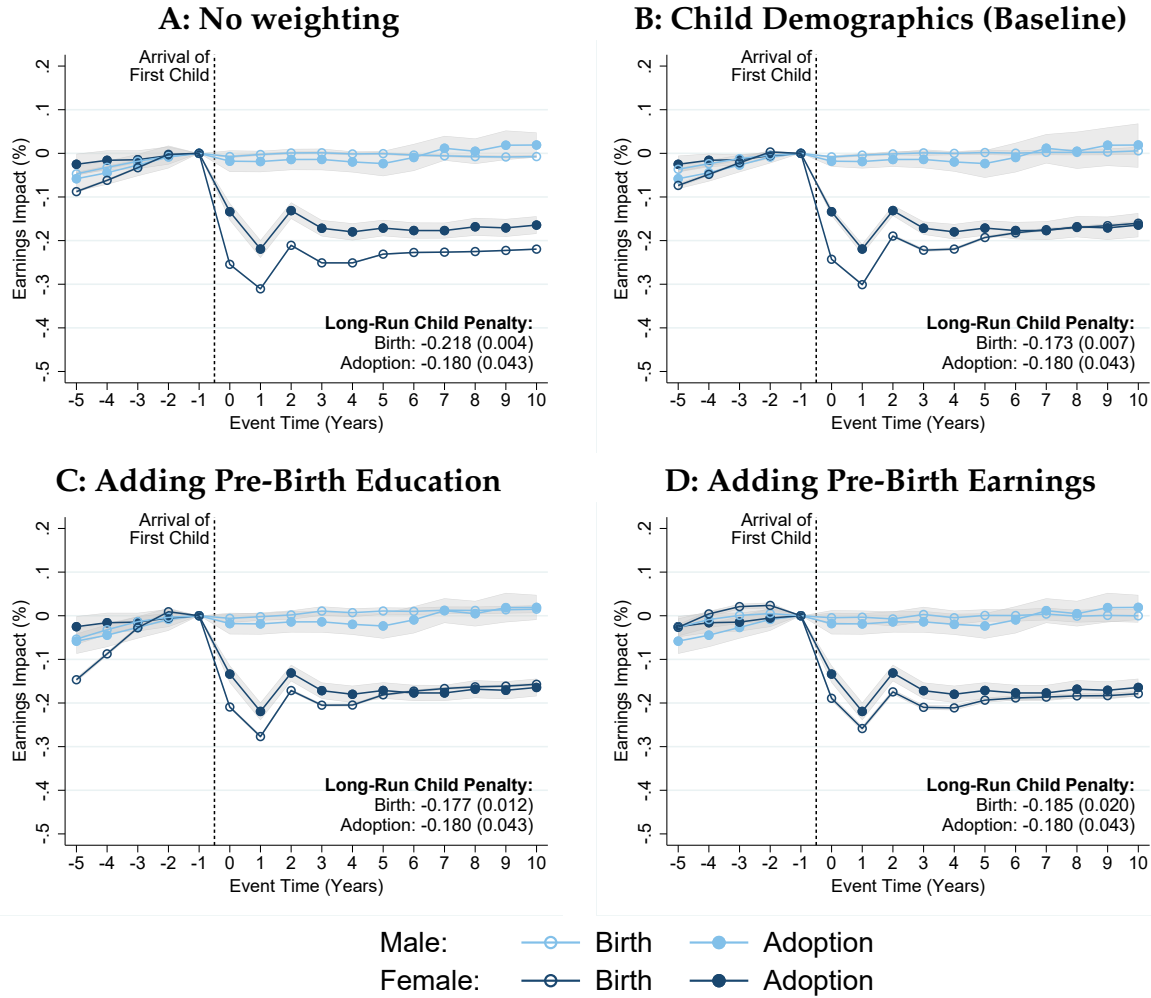 A: No weighting
Arrival of
First Child
.2
.1
0
-.1
-.2
-.3
-.4
-.5
Earnings Impact (%)
Long-Run Child Penalty:
Birth: -0.218 (0.004)
Adoption: -0.180 (0.043)
-5 -4 -3 -2 -1 0 1 2 3 4 5 6 7 8 9 10
Event Time (Years)
B: Child Demographics (Baseline)
Arrival of
First Child
.2
.1
0
-.1
-.2
-.3
-.4
-.5
Earnings Impact (%)
Long-Run Child Penalty:
Birth: -0.173 (0.007)
Adoption: -0.180 (0.043)
-5 -4 -3 -2 -1 0 1 2 3 4 5 6 7 8 9 10
Event Time (Years)
C: Adding Pre-Birth Education
Arrival of
First Child
.2
.1
0
-.1
-.2
-.3
-.4
-.5
Earnings Impact (%)
Long-Run Child Penalty:
Birth: -0.177 (0.012)
Adoption: -0.180 (0.043)
-5 -4 -3 -2 -1 0 1 2 3 4 5 6 7 8 9 10
Event Time (Years)
D: Adding Pre-Birth Earnings
Arrival of
First Child
.2
.1
0
-.1
-.2
-.3
-.4
-.5
Earnings Impact (%)
Long-Run Child Penalty:
Birth: -0.185 (0.020)
Adoption: -0.180 (0.043)
-5 -4 -3 -2 -1 0 1 2 3 4 5 6 7 8 9 10
Event Time (Years)
Male: Birth Adoption
Female: Birth Adoption